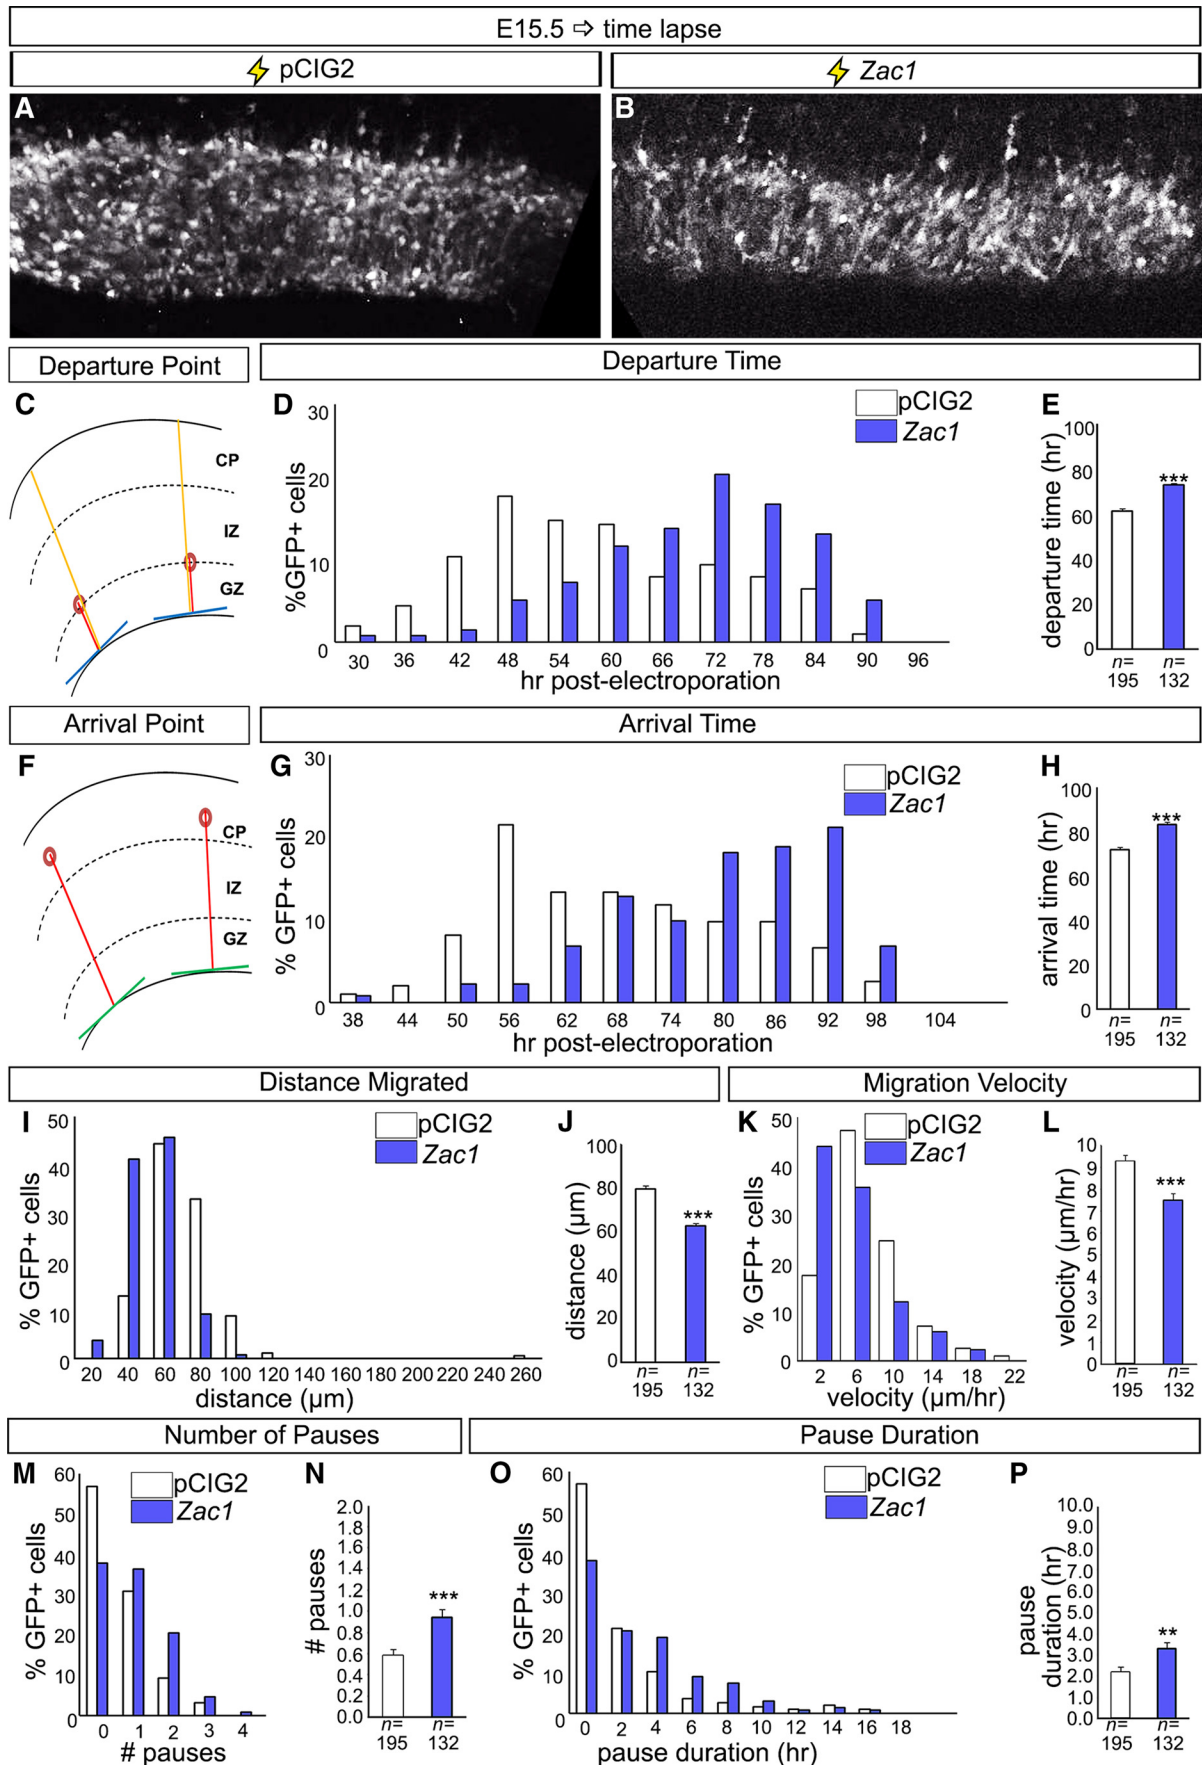 E15.5 ⇨ time lapse
pCIG2
Zac1
A
B
Departure Point
Departure Time
C
CP
IZ
GZ
D
pCIG2
Zac1
%GFP+ cells
30
20
10
0
30 36 42 48 54 60 66 72 78 84 90 96
hr post-electroporation
E
departure time (hr)
100
80
60
40
20
0
***
n= n=
195 132
Arrival Point
Arrival Time
F
CP
IZ
GZ
G
pCIG2
Zac1
% GFP+ cells
30
20
10
0
38 44 50 56 62 68 74 80 86 92 98 104
hr post-electroporation
H
arrival time (hr)
100
80
60
40
20
0
***
n= n=
195 132
Distance Migrated
Migration Velocity
I
pCIG2
Zac1
% GFP+ cells
50
40
30
20
10
0
20 40 60 80 100 120 140 160 180 200 220 240 260
distance (µm)
J
distance (µm)
100
80
60
40
20
0
***
n= n=
195 132
K
pCIG2
Zac1
% GFP+ cells
50
40
30
20
10
0
2 6 10 14 18 22
velocity (µm/hr)
L
velocity (µm/hr)
10
9
8
7
6
5
4
3
2
1
0
***
n= n=
195 132
Number of Pauses
Pause Duration
M
pCIG2
Zac1
% GFP+ cells
60
50
40
30
20
10
0
0 1 2 3 4
# pauses
N
# pauses
2.0
1.8
1.6
1.4
1.2
1.0
0.8
0.6
0.4
0.2
0.0
***
n= n=
195 132
O
pCIG2
Zac1
% GFP+ cells
60
50
40
30
20
10
0
0 2 4 6 8 10 12 14 16 18
pause duration (hr)
P
pause
duration (hr)
10.0
9.0
8.0
7.0
6.0
5.0
4.0
3.0
2.0
1.0
0.0
**
n= n=
195 132